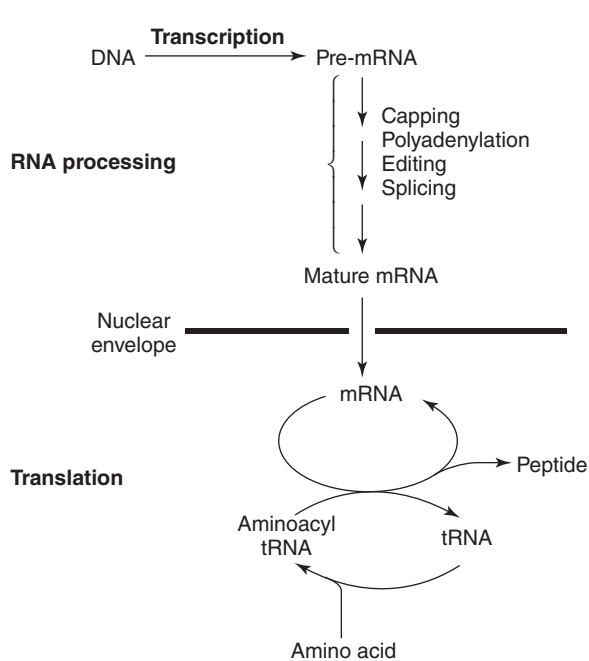 Transcription
DNA
Pre-mRNA
Capping
Polyadenylation
Editing
Splicing
RNA processing
Mature mRNA
Nuclear
envelope
mRNA
Translation
Peptide
Aminoacyl
tRNA
tRNA
Amino acid